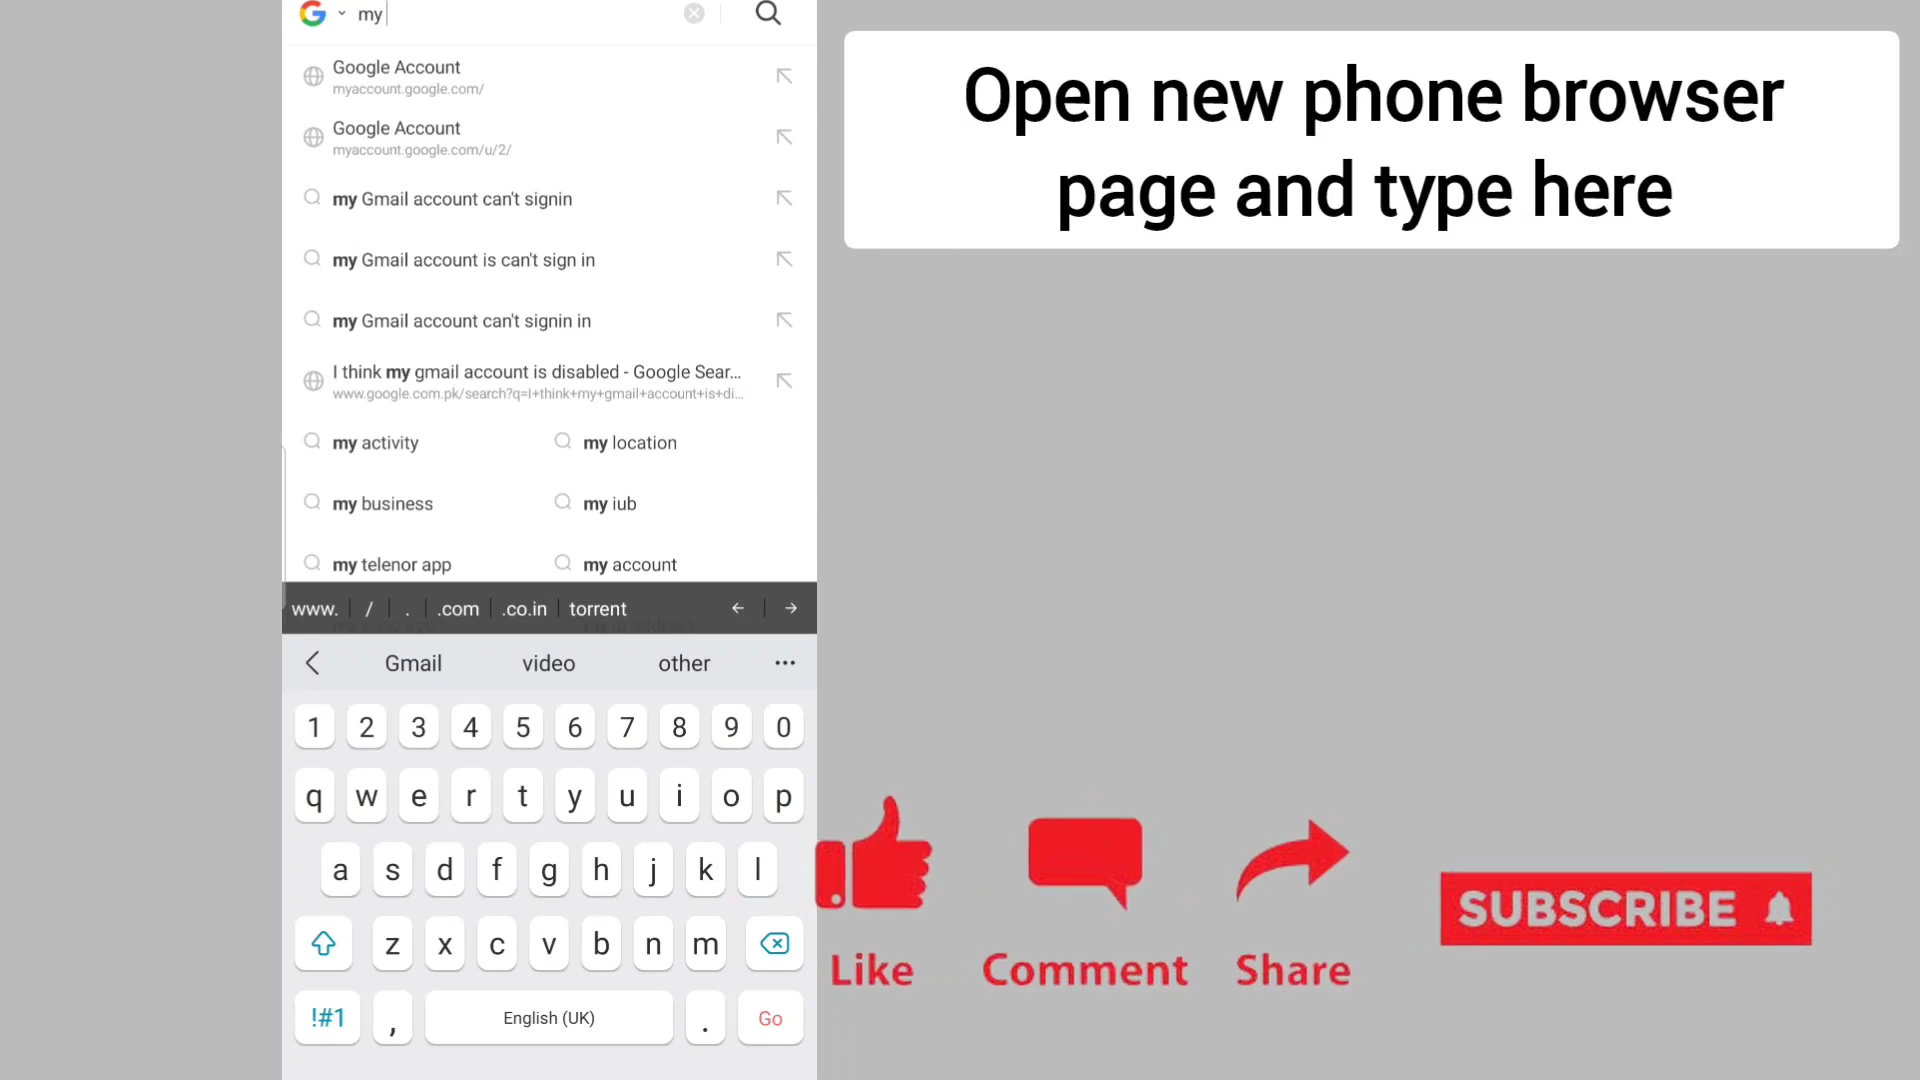 my
Google Account
myaccount.google.com/
Google Account
myaccount.google.com/u/2/
my Gmail account can't signin
my Gmail account is can't sign in
my Gmail account can't signin in
I think my gmail account is disabled - Google Sear...
www.google.com.pk/search?q=I+think+my+gmail+account+is+di...
my activity
my location
my business
my iub
my telenor app
my account
www. / . .com .co.in torrent
Gmail video other
1 2 3 4 5 6 7 8 9 0
q w e r t y u i o p
a s d f g h j k l
z x c v b n m
!#1 , English (UK) . Go
Open new phone browser
page and type here
Like Comment Share
SUBSCRIBE